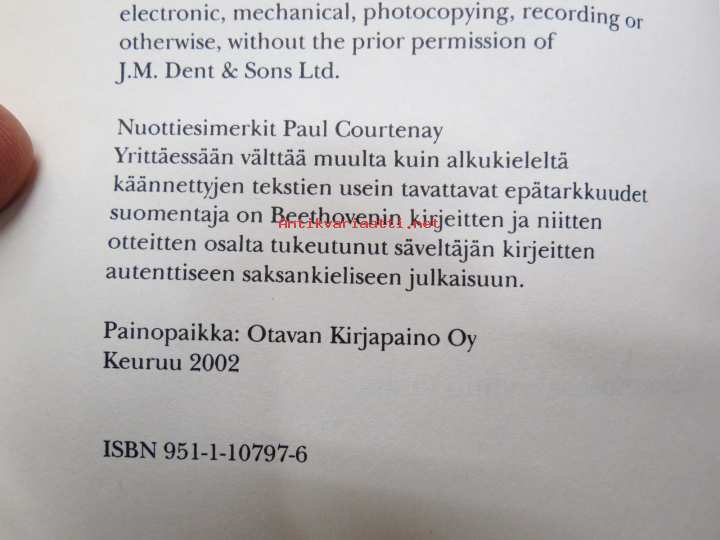 electronic, mechanical, photocopying, recording or
otherwise, without the prior permission of
J.M. Dent & Sons Ltd.
Nuottiesimerkit Paul Courtenay
Yrittäessään välttää muulta kuin alkukieleltä
käännettyjen tekstien usein tavattavat epätarkkuudet
suomentaja on Beethovenin kirjeitten ja niitten
Antikvariaatti.net
otteitten osalta tukeutunut säveltäjän kirjeitten
autenttiseen saksankieliseen julkaisuun.
Painopaikka: Otavan Kirjapaino Oy
Keuruu 2002
ISBN 951-1-10797-6